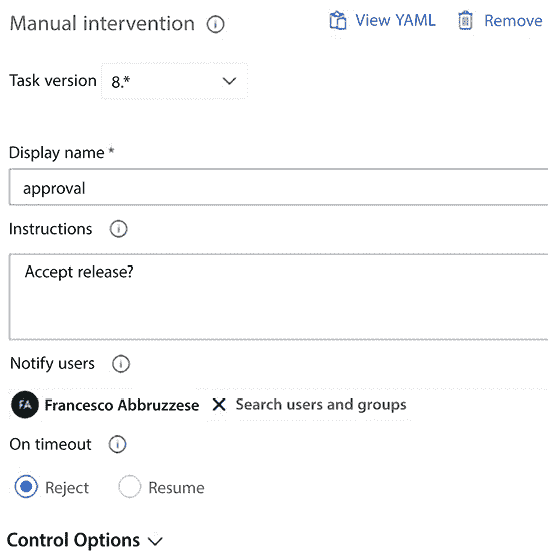 Manual intervention View YAML Remove
Task version 8.*
Display name *
approval
Instructions
Accept release?
Notify users
FA Francesco Abbruzzese Search users and groups
On timeout
Reject Resume
Control Options